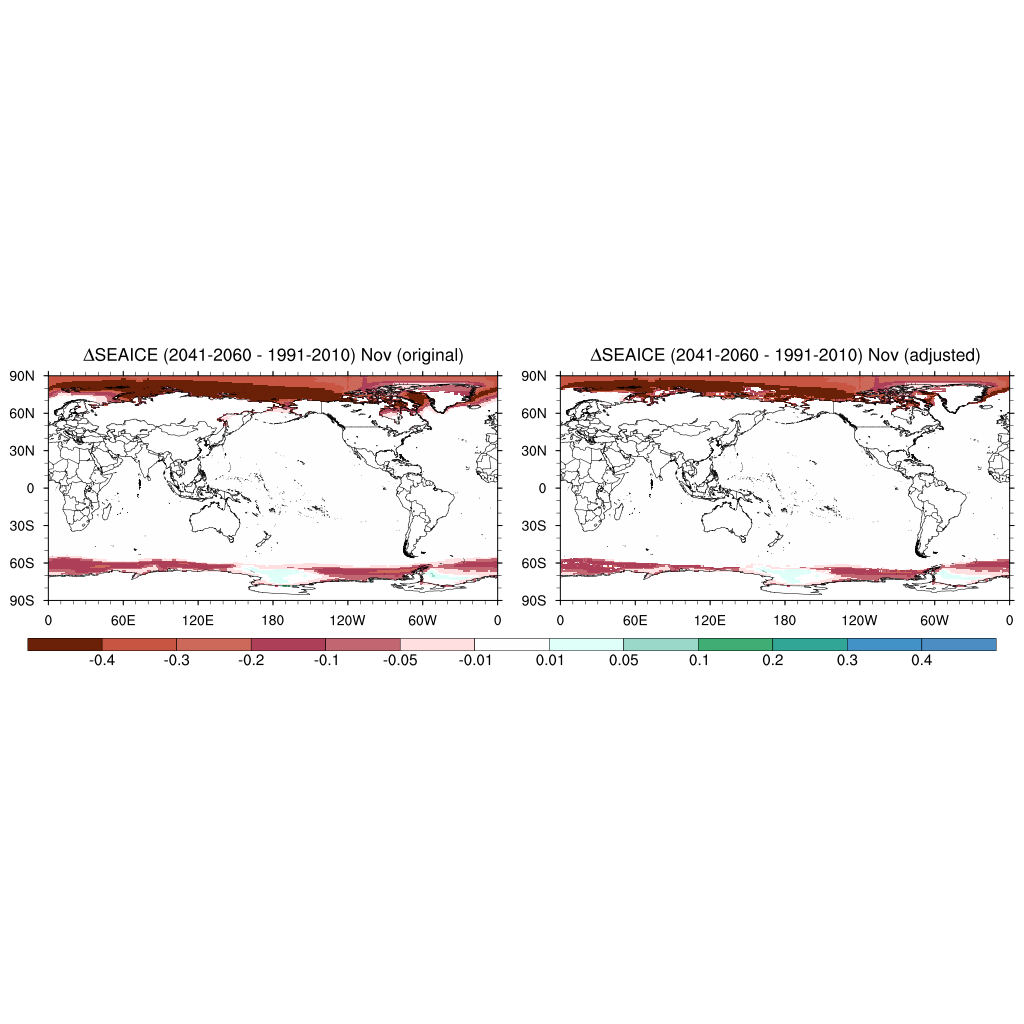 ΔSEAICE (2041-2060 - 1991-2010) Nov (original)
90N
60N
30N
0
30S
60S
90S
0 60E 120E 180 120W 60W 0
ΔSEAICE (2041-2060 - 1991-2010) Nov (adjusted)
90N
60N
30N
0
30S
60S
90S
0 60E 120E 180 120W 60W 0
-0.4 -0.3 -0.2 -0.1 -0.05 -0.01 0.01 0.05 0.1 0.2 0.3 0.4